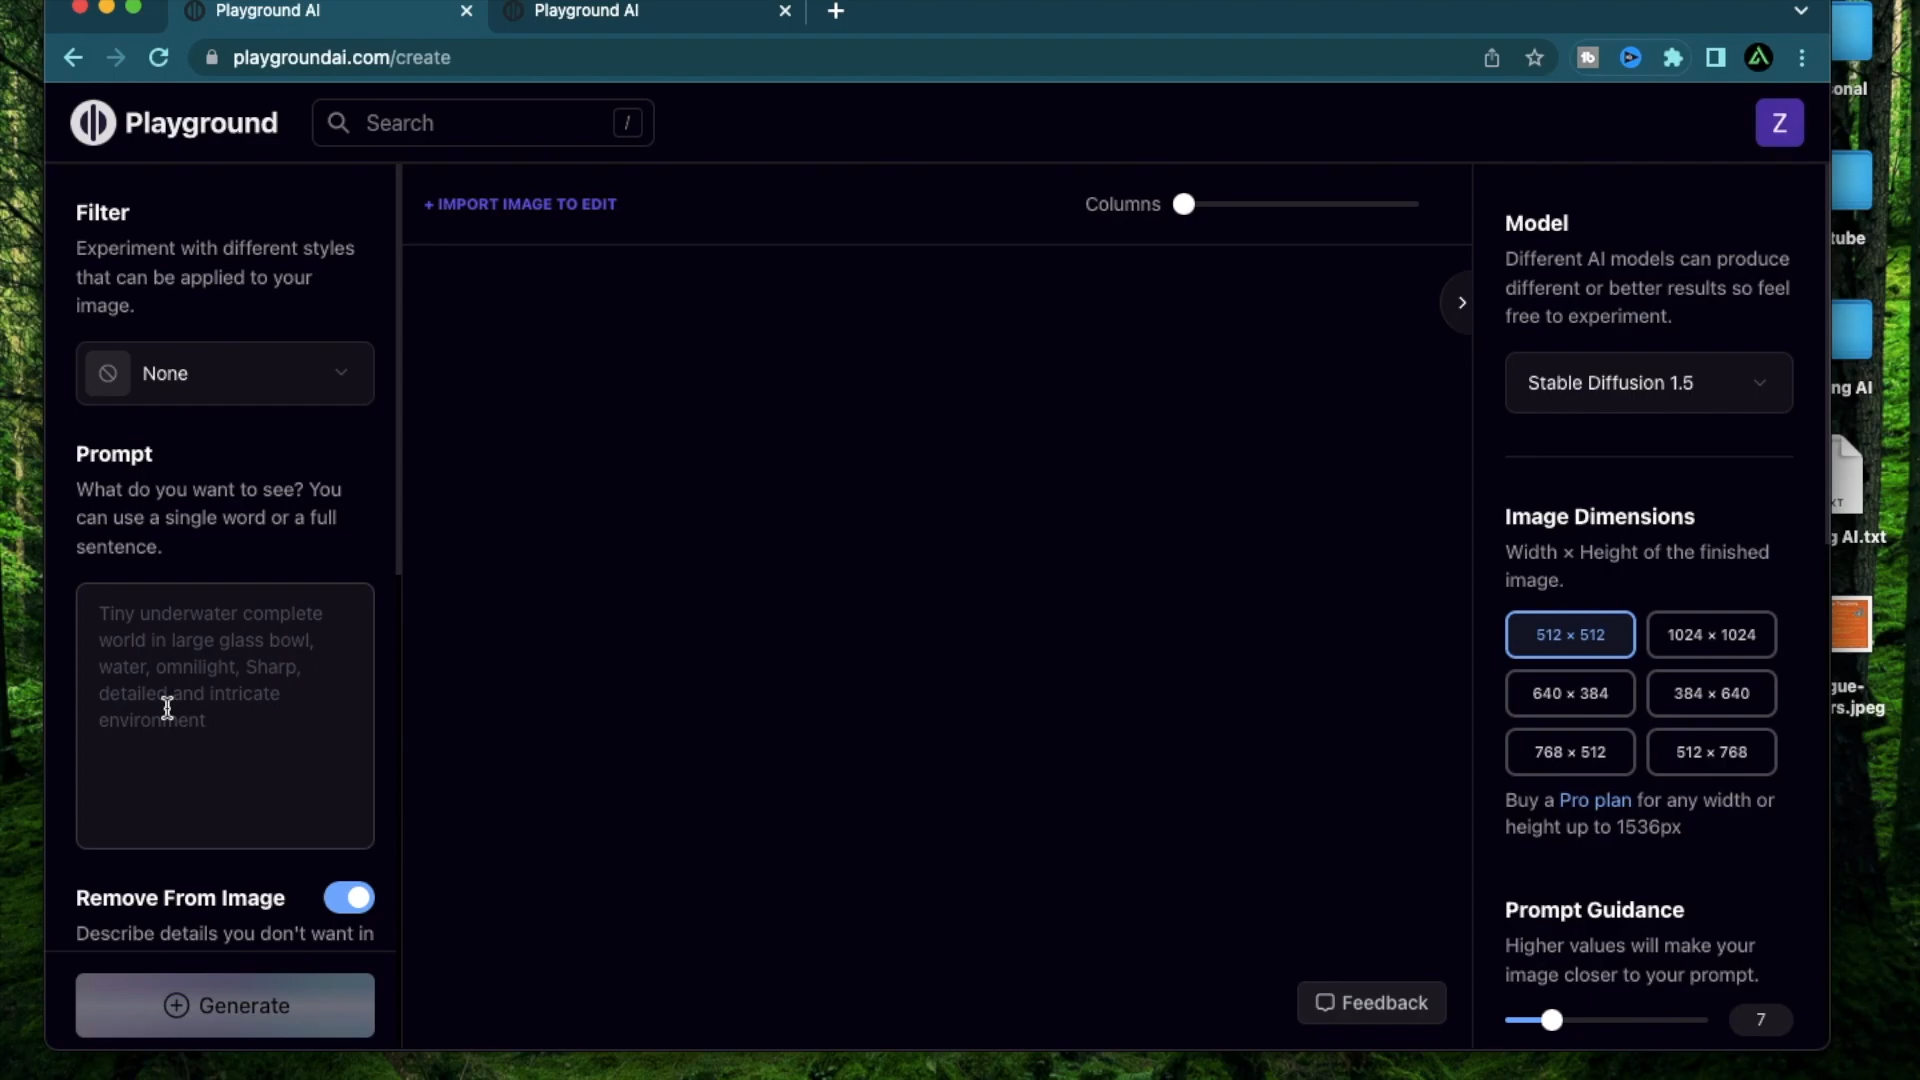 Playground AI
Playground AI
playgroundai.com/create
tb
Playground
Search
/
Z
Filter
Experiment with different styles
that can be applied to your
image.
None
Prompt
What do you want to see? You
can use a single word or a full
sentence.
Tiny underwater complete
world in large glass bowl,
water, omnilight, Sharp,
detailed and intricate
environment
Remove From Image
Describe details you don't want in
Generate
+ IMPORT IMAGE TO EDIT
Columns
Feedback
Model
Different AI models can produce
different or better results so feel
free to experiment.
Stable Diffusion 1.5
Image Dimensions
Width × Height of the finished
image.
512 × 512
1024 × 1024
640 × 384
384 × 640
768 × 512
512 × 768
Buy a Pro plan for any width or
height up to 1536px
Prompt Guidance
Higher values will make your
image closer to your prompt.
7
onal
tube
ng AI
XT
g AI.txt
gue-
rs.jpeg